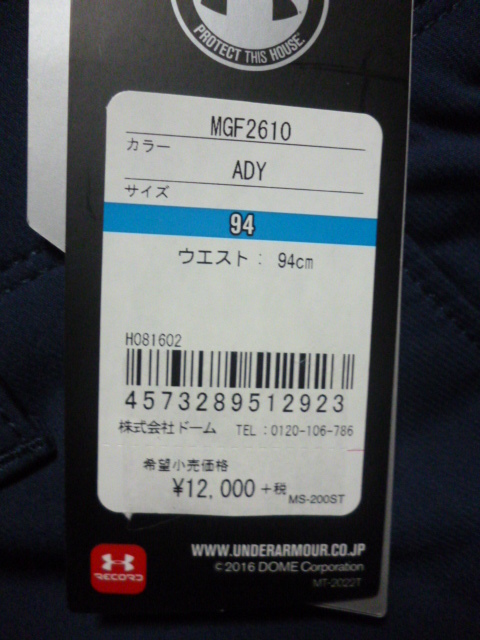 PROTECT THIS HOUSE.
MGF2610
カラー
ADY
サイズ
94
ウエスト： 94cm
H081602
4573289512923
株式会社ドーム TEL：0120-106-786
希望小売価格
¥12,000 +税
MS-200ST
RECORD
WWW.UNDERARMOUR.CO.JP
©2016 DOME Corporation
MT-2022T